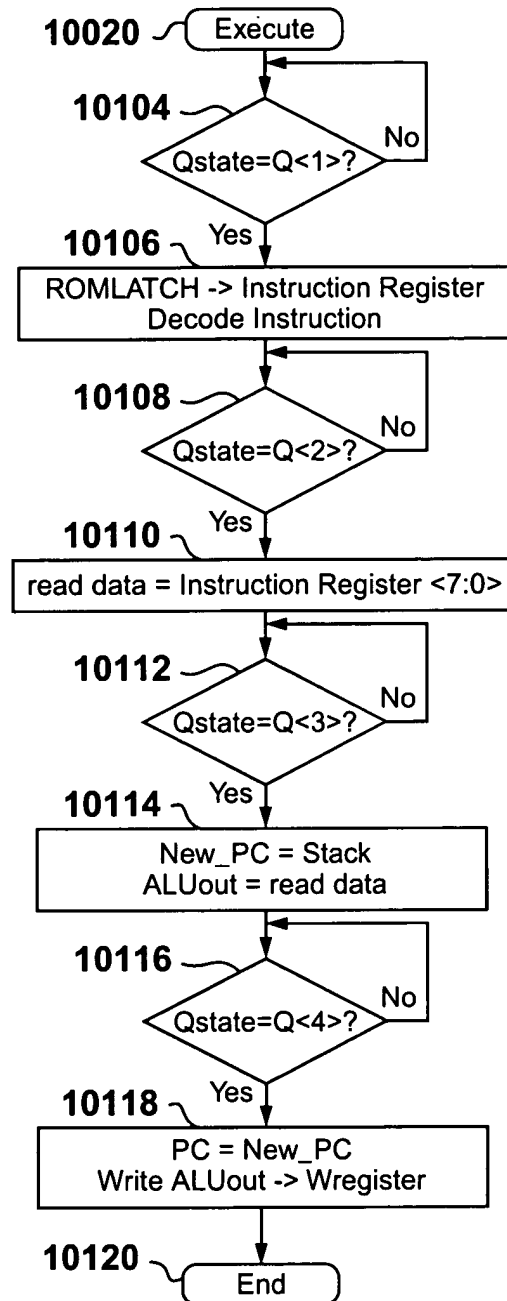 10020
Execute
10104
Qstate=Q<1>?
No
Yes
10106
ROMLATCH -> Instruction Register
Decode Instruction
10108
Qstate=Q<2>?
No
Yes
10110
read data = Instruction Register <7:0>
10112
Qstate=Q<3>?
No
Yes
10114
New_PC = Stack
ALUout = read data
10116
Qstate=Q<4>?
No
Yes
10118
PC = New_PC
Write ALUout -> Wregister
10120
End